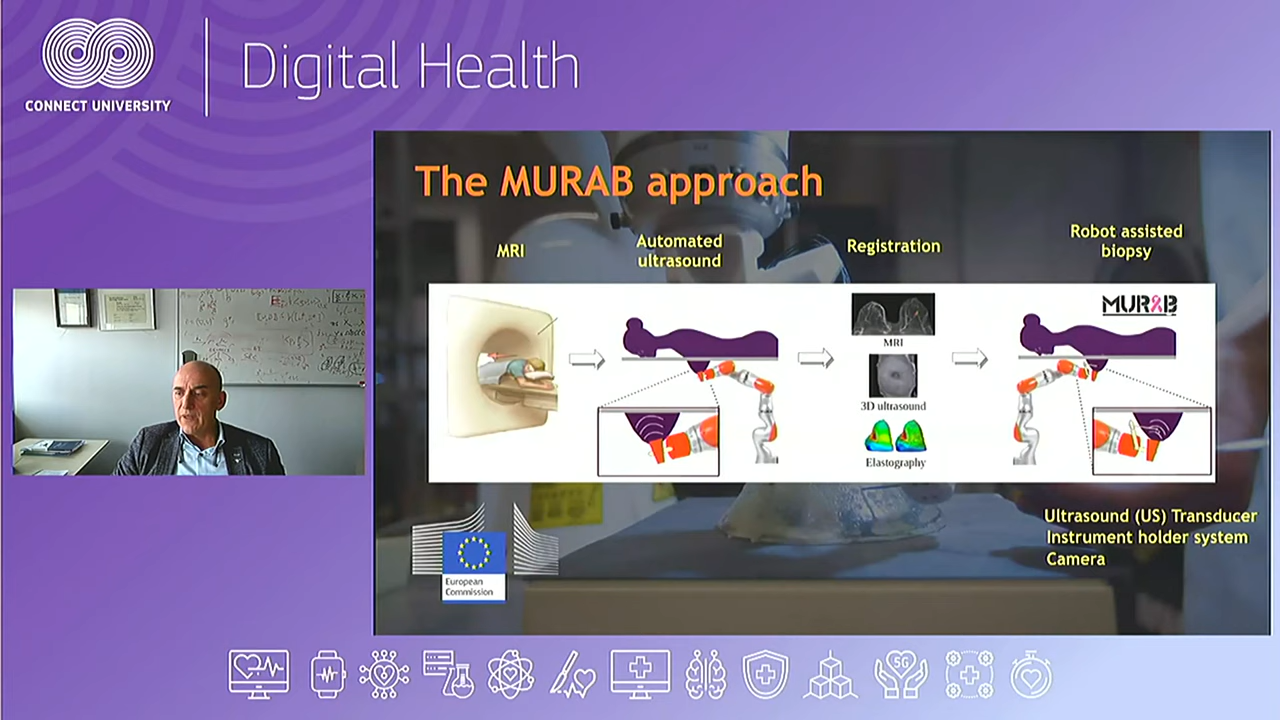 CONNECT UNIVERSITY
Digital Health
The MURAB approach
MRI
Automated
ultrasound
Registration
Robot assisted
biopsy
MURAB
MRI
3D ultrasound
Elastography
Ultrasound (US) Transducer
Instrument holder system
Camera
European
Commission
5G